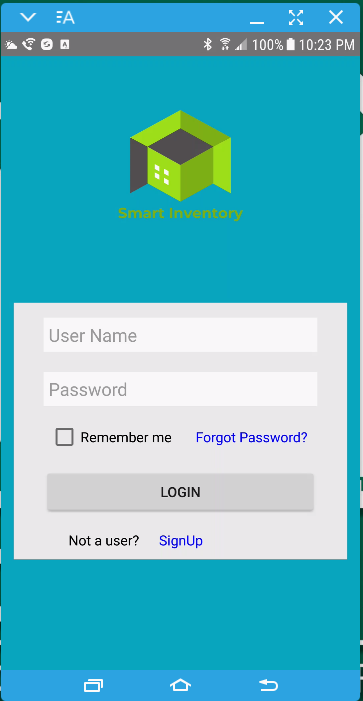 100% 10:23 PM
Smart Inventory
User Name
Password
Remember me Forgot Password?
LOGIN
Not a user? SignUp